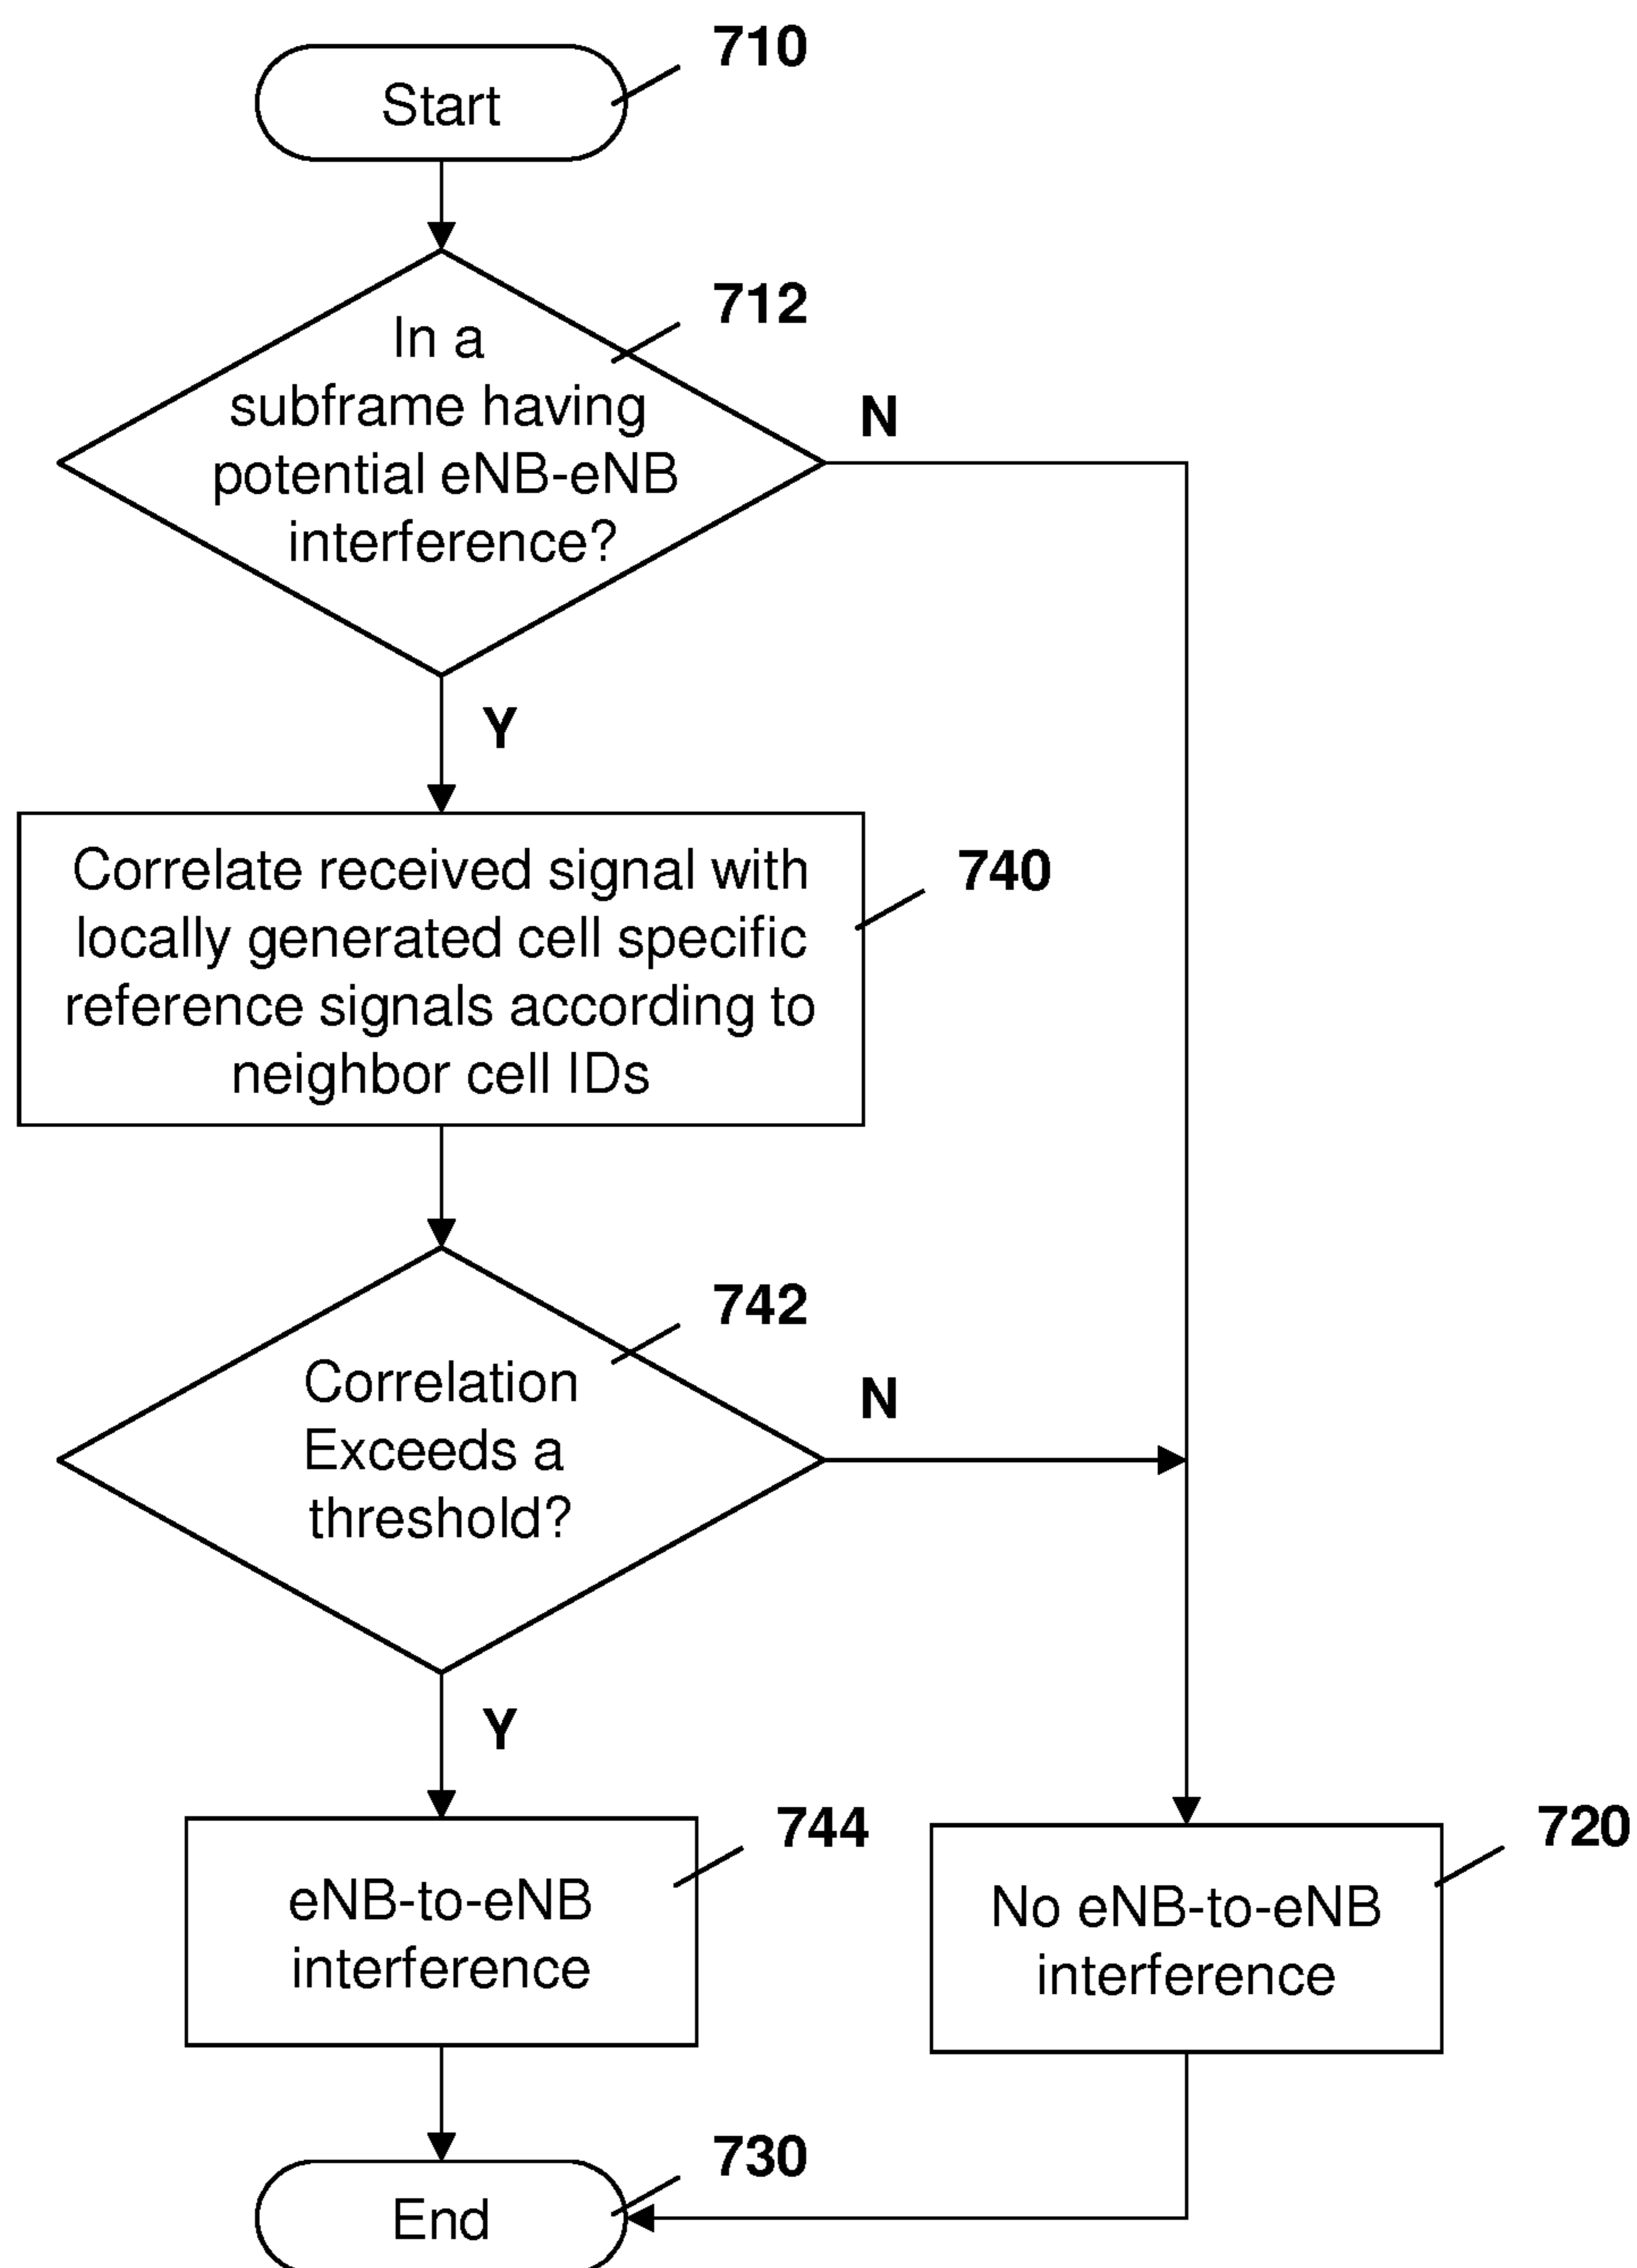 710
Start
712
In a
subframe having
potential eNB-eNB
interference?
N
Y
Correlate received signal with
locally generated cell specific
reference signals according to
neighbor cell IDs
740
742
Correlation
Exceeds a
threshold?
N
Y
744
eNB-to-eNB
interference
720
No eNB-to-eNB
interference
730
End